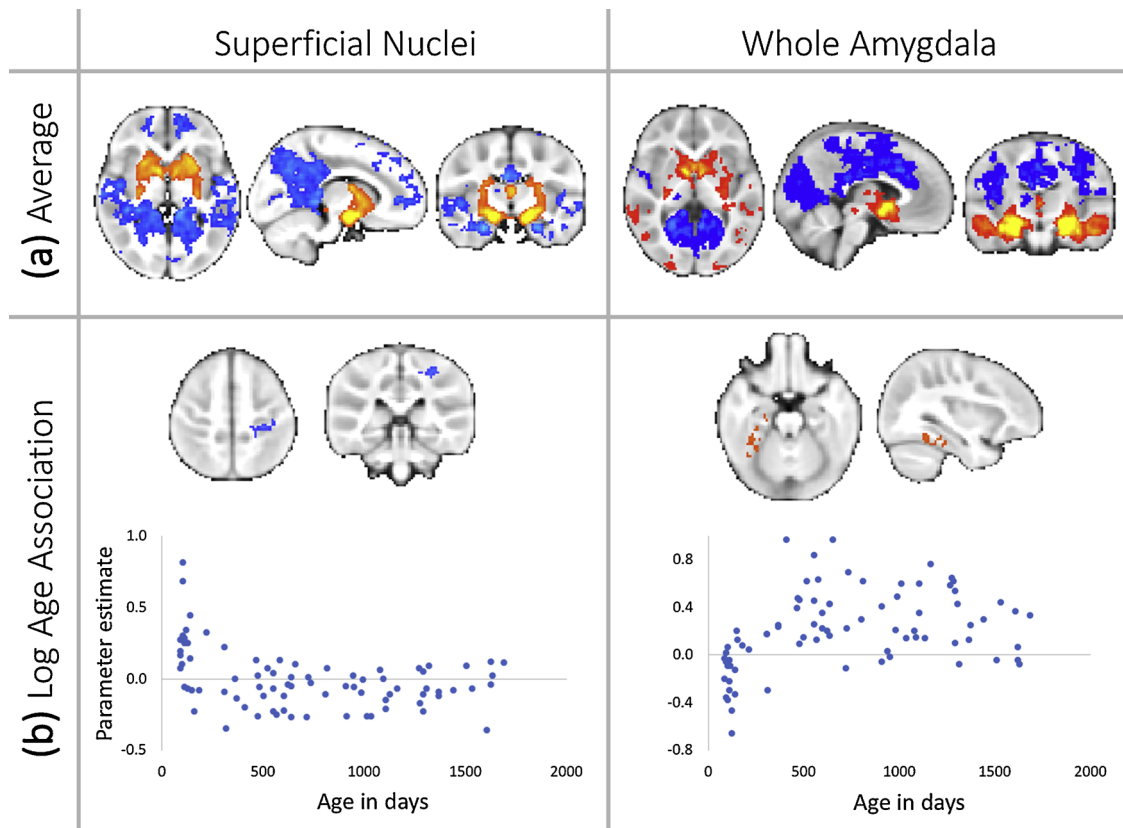 Superficial Nuclei
Whole Amygdala
(a) Average
(b) Log Age Association
Parameter estimate
1.0
0.5
0.0
-0.5
0
500
1000
1500
2000
Age in days
0.8
0.4
0.0
-0.4
-0.8
0
500
1000
1500
2000
Age in days